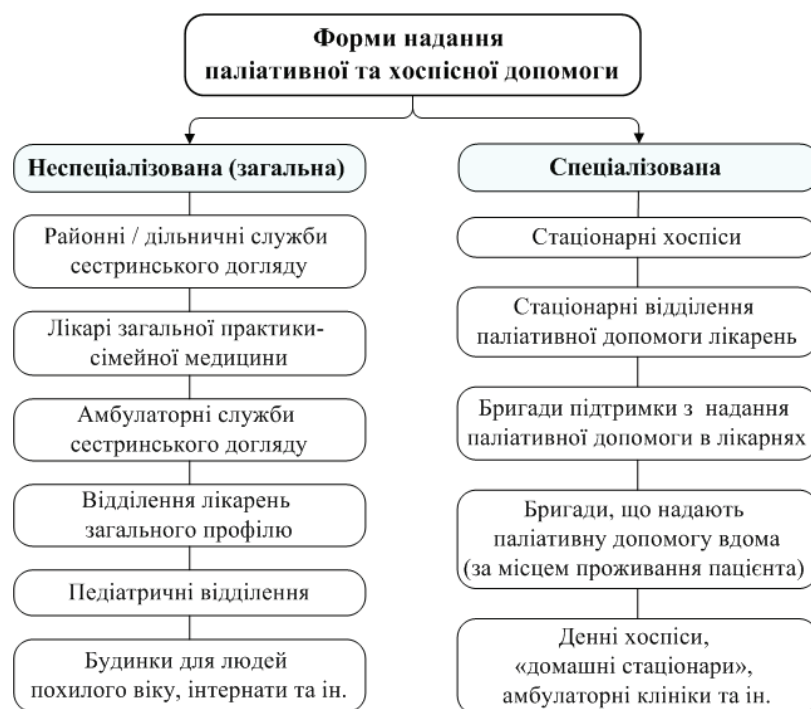 Форми надання
паліативної та хоспісної допомоги
Неспеціалізована (загальна)
Районні / дільничні служби
сестринського догляду
Лікарі загальної практики-
сімейної медицини
Амбулаторні служби
сестринського догляду
Відділення лікарень
загального профілю
Педіатричні відділення
Будинки для людей
похилого віку, інтернати та ін.
Спеціалізована
Стаціонарні хоспіси
Стаціонарні відділення
паліативної допомоги лікарень
Бригади підтримки з надання
паліативної допомоги в лікарнях
Бригади, що надають
паліативну допомогу вдома
(за місцем проживання пацієнта)
Денні хоспіси,
«домашні стаціонари»,
амбулаторні клініки та ін.